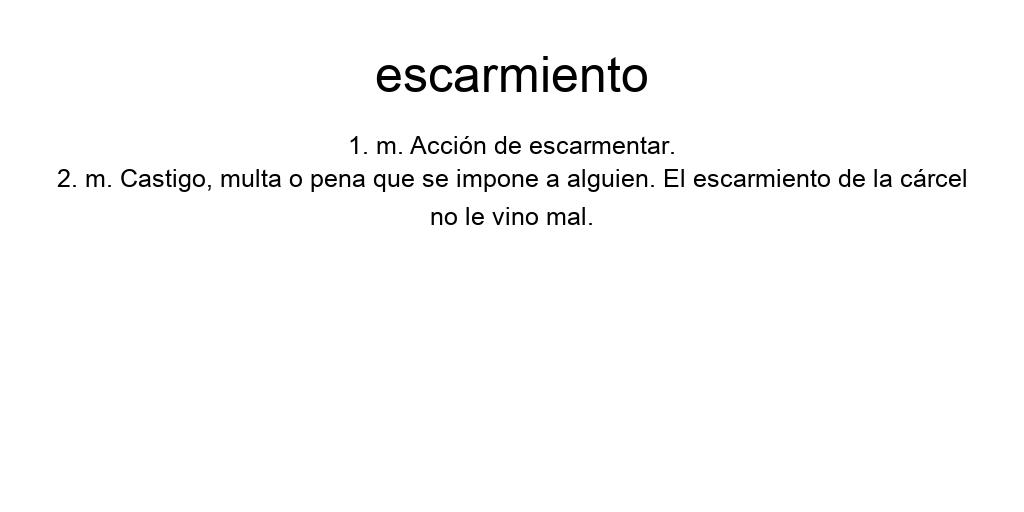 escarmiento
1. m. Acción de escarmentar.
2. m. Castigo, multa o pena que se impone a alguien. El escarmiento de la cárcel
no le vino mal.